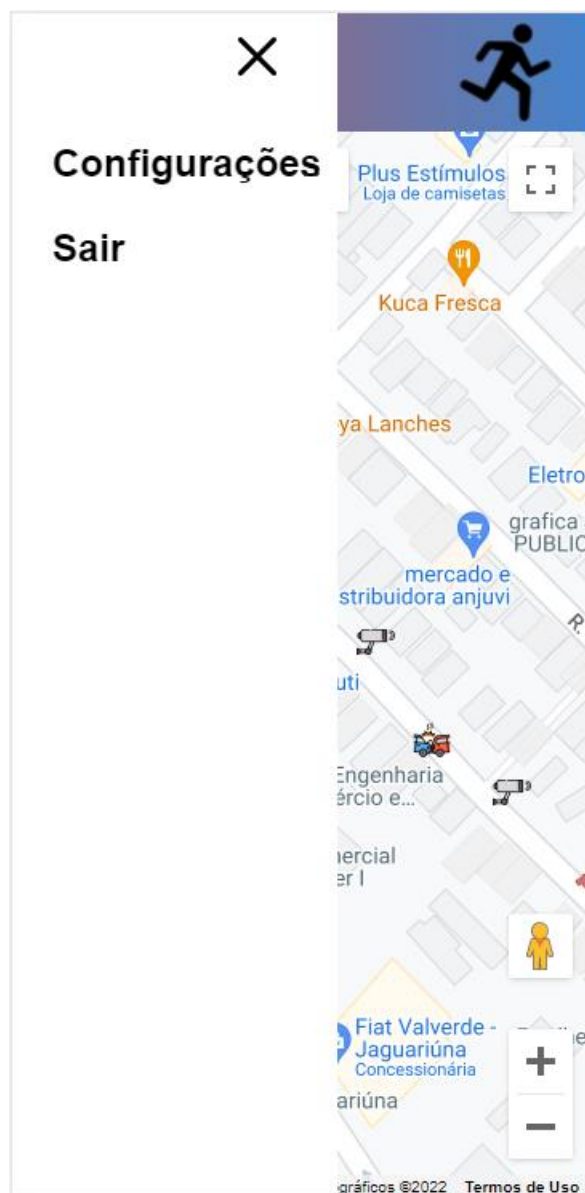 Configurações
Sair
Plus Estímulos
Loja de camisetas
Kuca Fresca
ya Lanches
Eletro
grafica
PUBLIC
mercado e
stribuidora anjuvi
R.
uti
Engenharia
ércio e...
ercial
er I
Fiat Valverde -
Jaguariúna
Concessionária
ariúna
gráficos ©2022 Termos de Uso